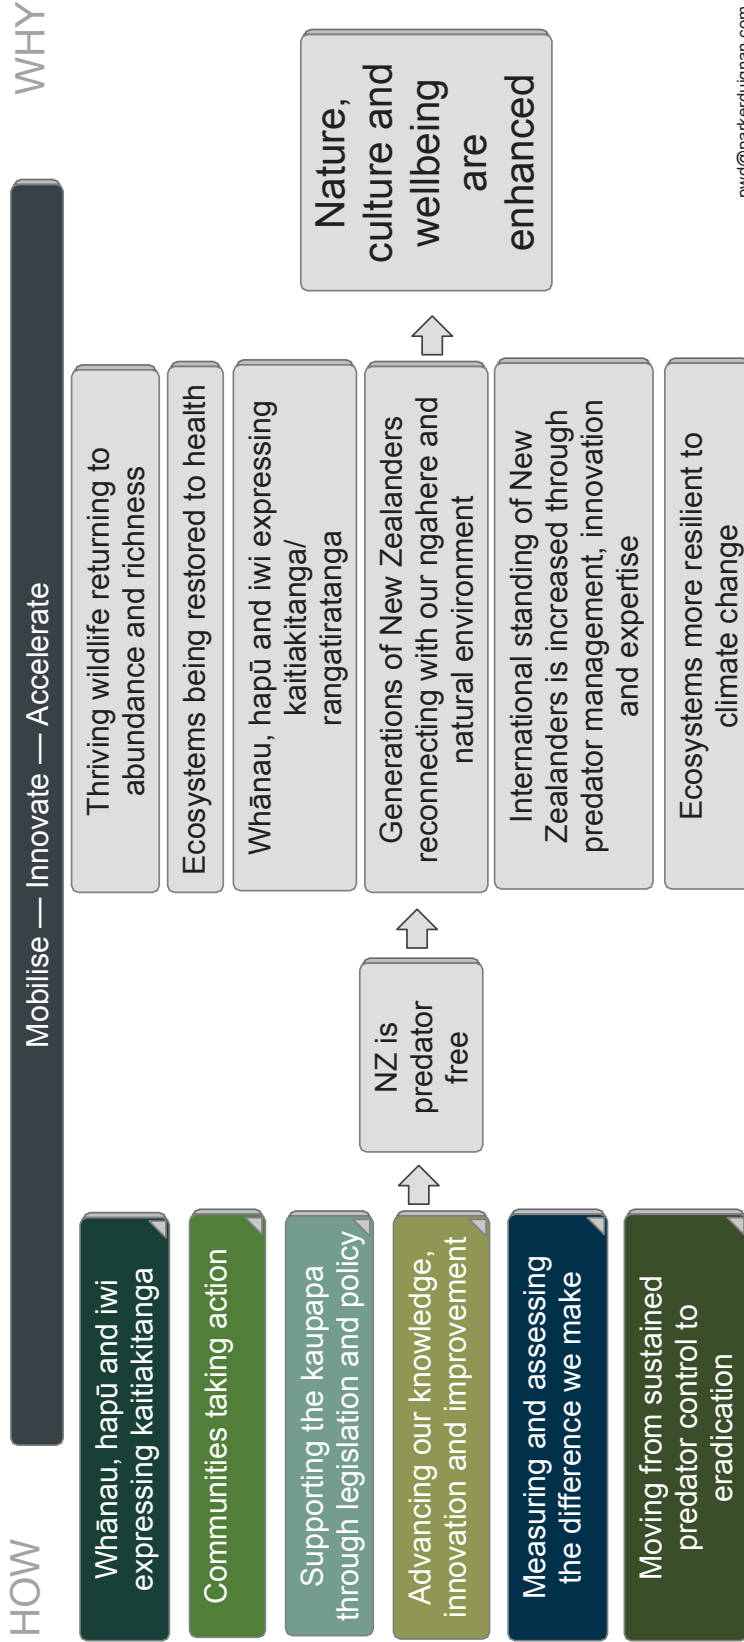 HOW
WHY
Mobilise — Innovate — Accelerate
Whānau, hapū and iwi
expressing kaitiakitanga
Communities taking action
Supporting the kaupapa
through legislation and policy
Advancing our knowledge,
innovation and improvement
Measuring and assessing
the difference we make
Moving from sustained
predator control to
eradication
NZ is
predator
free
Thriving wildlife returning to
abundance and richness
Ecosystems being restored to health
Whānau, hapū and iwi expressing
kaitiakitanga/
rangatiratanga
Generations of New Zealanders
reconnecting with our ngahere and
natural environment
International standing of New
Zealanders is increased through
predator management, innovation
and expertise
Ecosystems more resilient to
climate change
Nature,
culture and
wellbeing
are
enhanced
pwd@parkerduignan.com